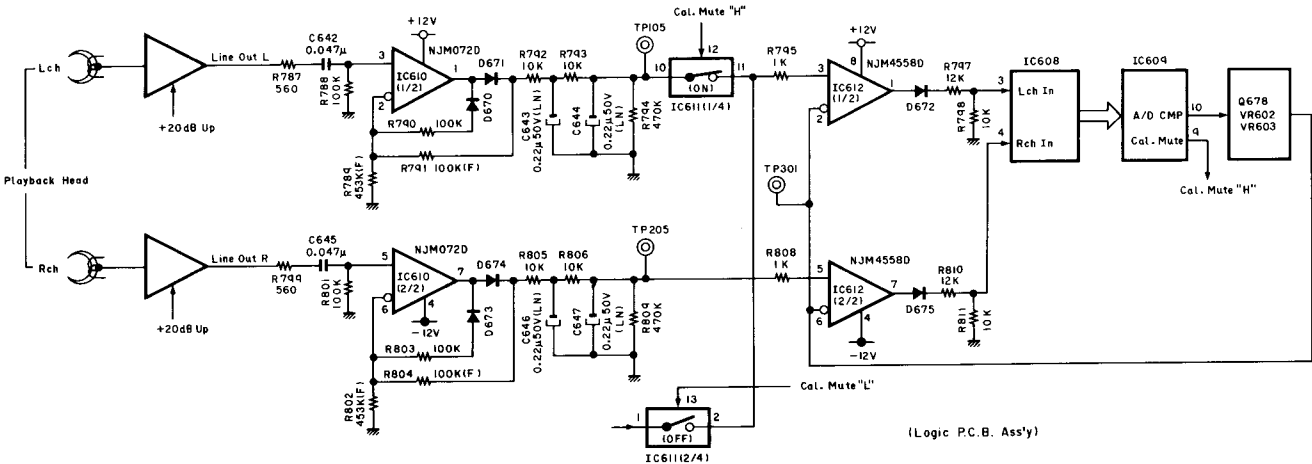 Cal. Mute "H"
+12V
C642
0.047μ
NJM072D
TP105
+12V
Line Out L
R787
560
R788
100K
3
2
IC610
(1/2)
1
D671
D670
R792
10K
R793
10K
12
10
11
(ON)
IC611(1/4)
R795
1K
3
2
8
NJM4558D
IC612
(1/2)
1
D672
R797
12K
R798
10K
IC608
3
Lch In
4
Rch In
IC609
A/D CMP
10
Cal. Mute
9
Cal. Mute "H"
Q678
VR602
VR603
Lch
+20dB Up
R790
100K
R791
100K(F)
R789
453K(F)
C643
0.22μ50V(LN)
C644
0.22μ50V
(LN)
R794
470K
Playback Head
TP301
C645
0.047μ
NJM072D
TP205
Rch
Line Out R
R799
560
R801
100K
5
6
IC610
(2/2)
7
4
-12V
D674
D673
R805
10K
R806
10K
R808
1K
5
6
NJM4558D
IC612
(2/2)
7
4
-12V
D675
R810
12K
R811
10K
+20dB Up
R803
100K
R804
100K(F)
R802
453K(F)
C646
0.22μ50V(LN)
C647
0.22μ50V
(LN)
R809
470K
Cal. Mute "L"
13
1
2
(OFF)
IC611(2/4)
(Logic P.C.B. Ass'y)